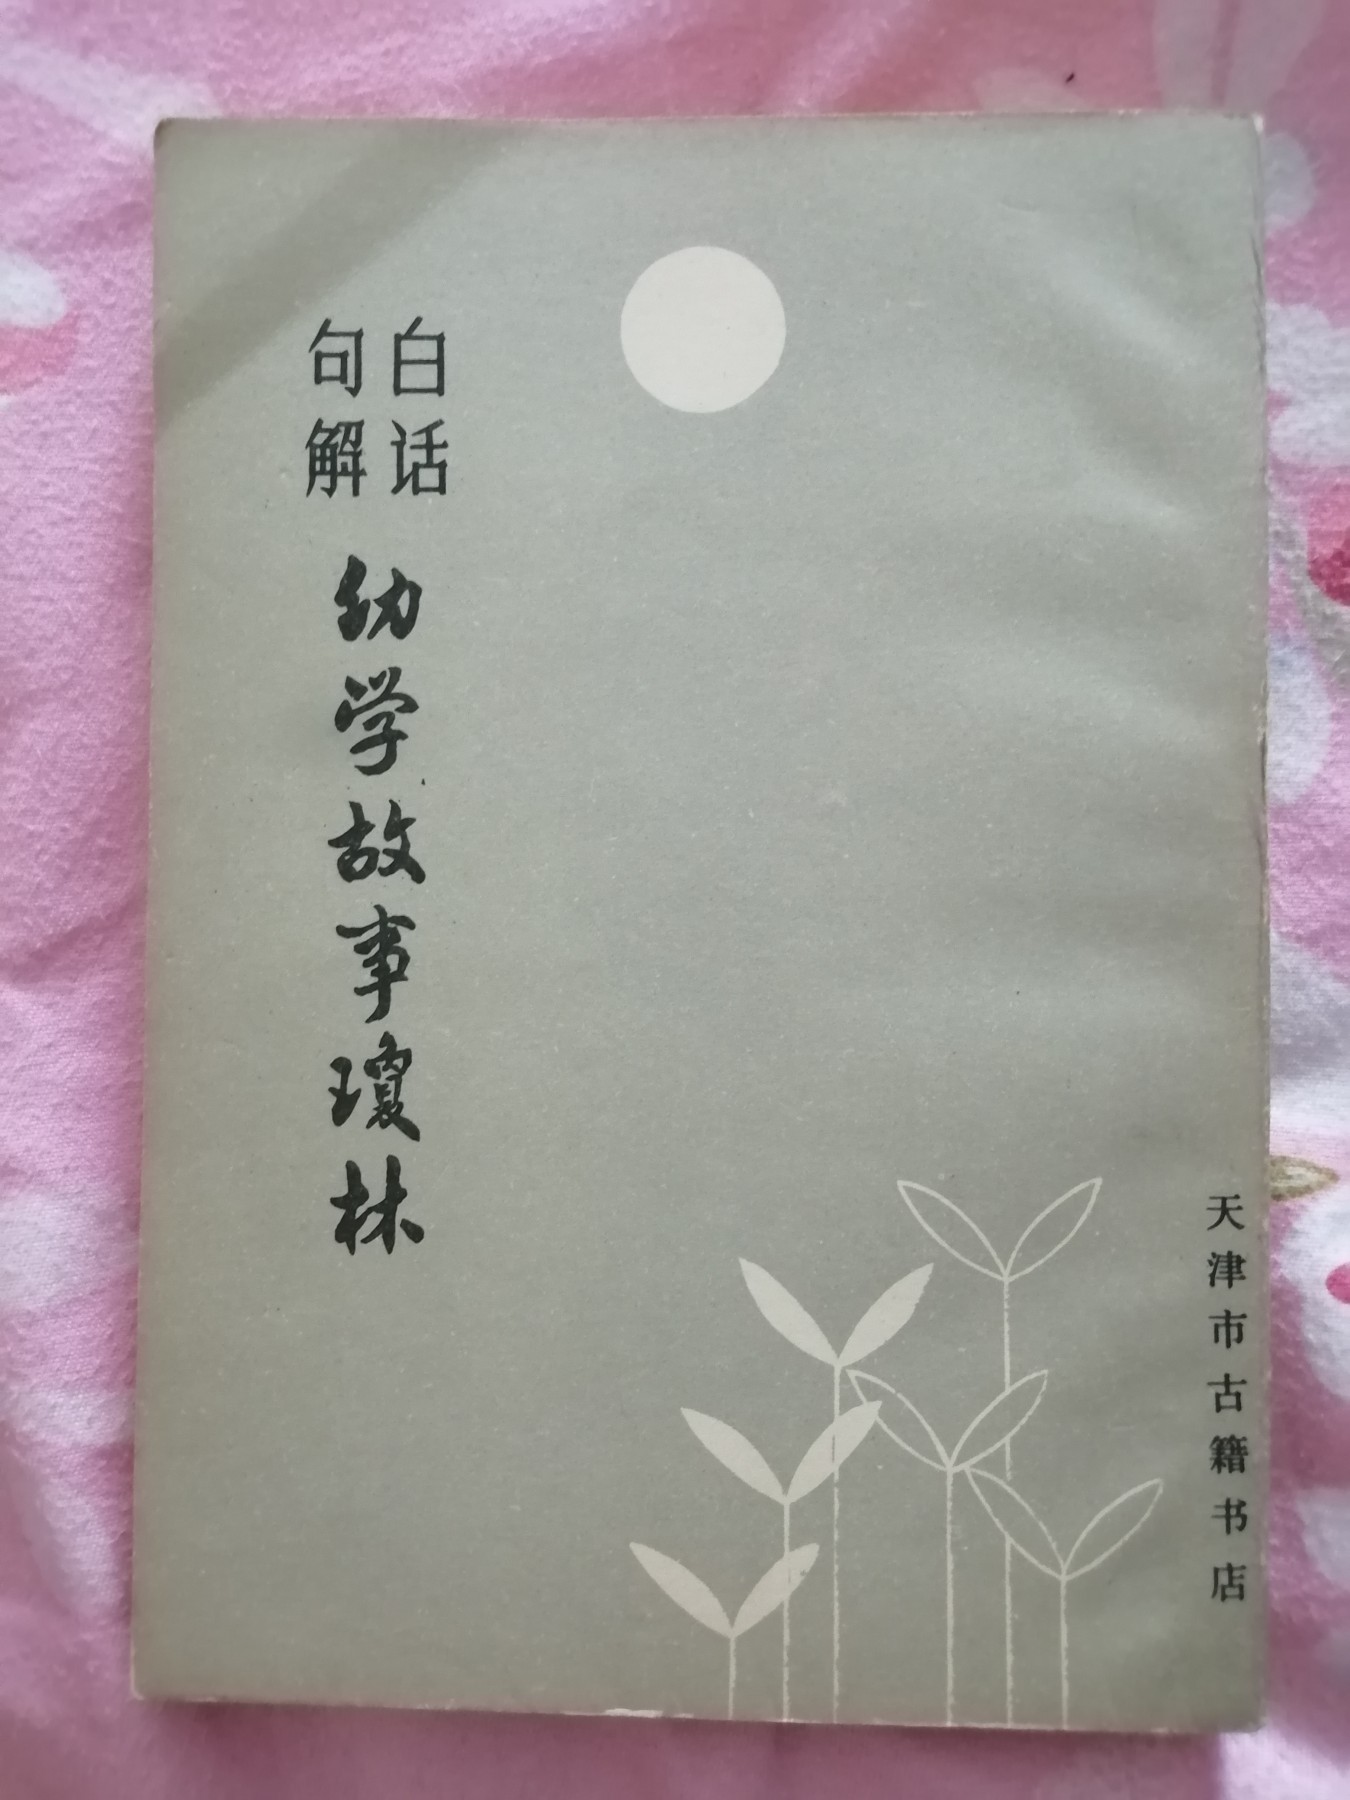 白话
句解
幼学故事琼林
天津市古籍书店